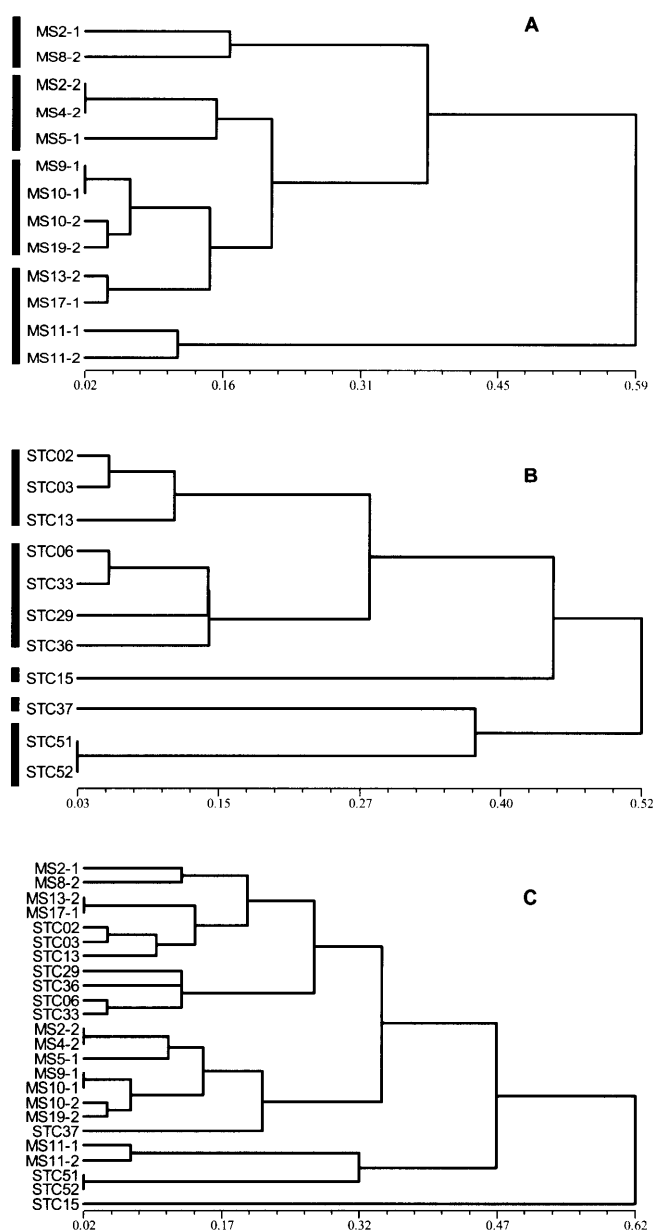 A
MS2-1
MS8-2
MS2-2
MS4-2
MS5-1
MS9-1
MS10-1
MS10-2
MS19-2
MS13-2
MS17-1
MS11-1
MS11-2
0.02 0.16 0.31 0.45 0.59
B
STC02
STC03
STC13
STC06
STC33
STC29
STC36
STC15
STC37
STC51
STC52
0.03 0.15 0.27 0.40 0.52
C
MS2-1
MS8-2
MS13-2
MS17-1
STC02
STC03
STC13
STC29
STC36
STC06
STC33
MS2-2
MS4-2
MS5-1
MS9-1
MS10-1
MS10-2
MS19-2
STC37
MS11-1
MS11-2
STC51
STC52
STC15
0.02 0.17 0.32 0.47 0.62